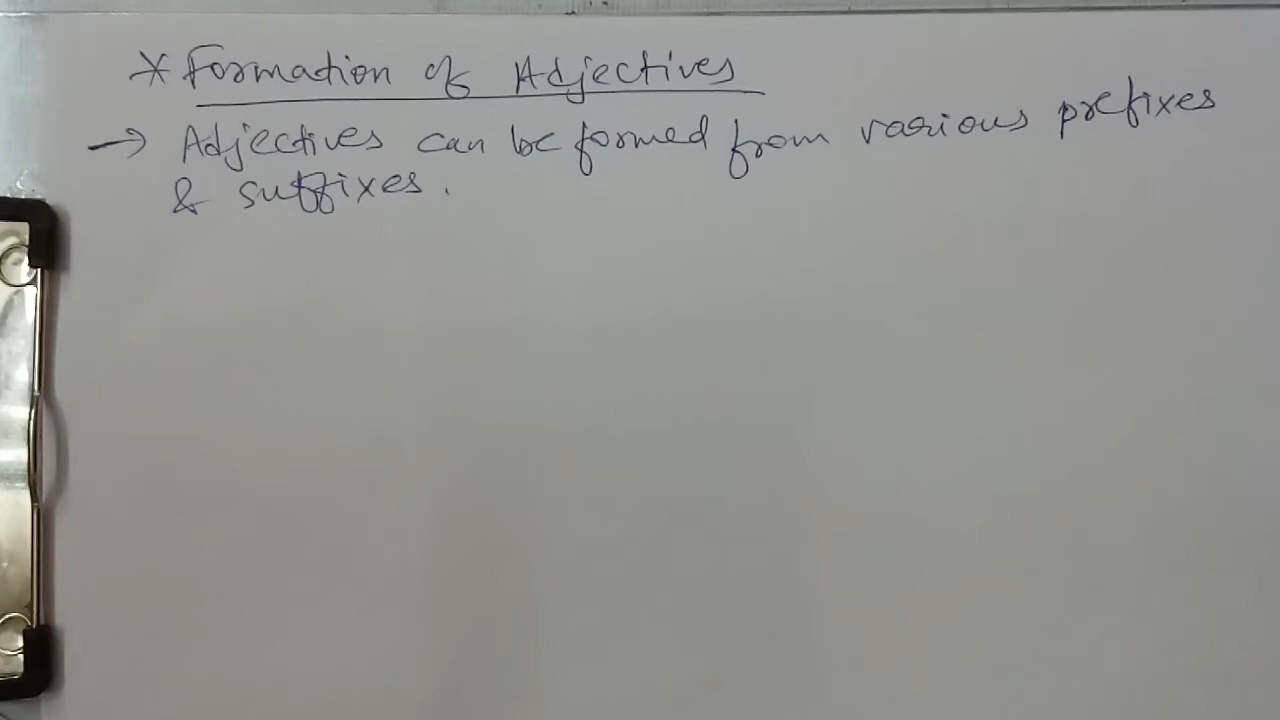 * Formation of Adjectives
→ Adjectives can be formed from various prefixes
& suffixes.